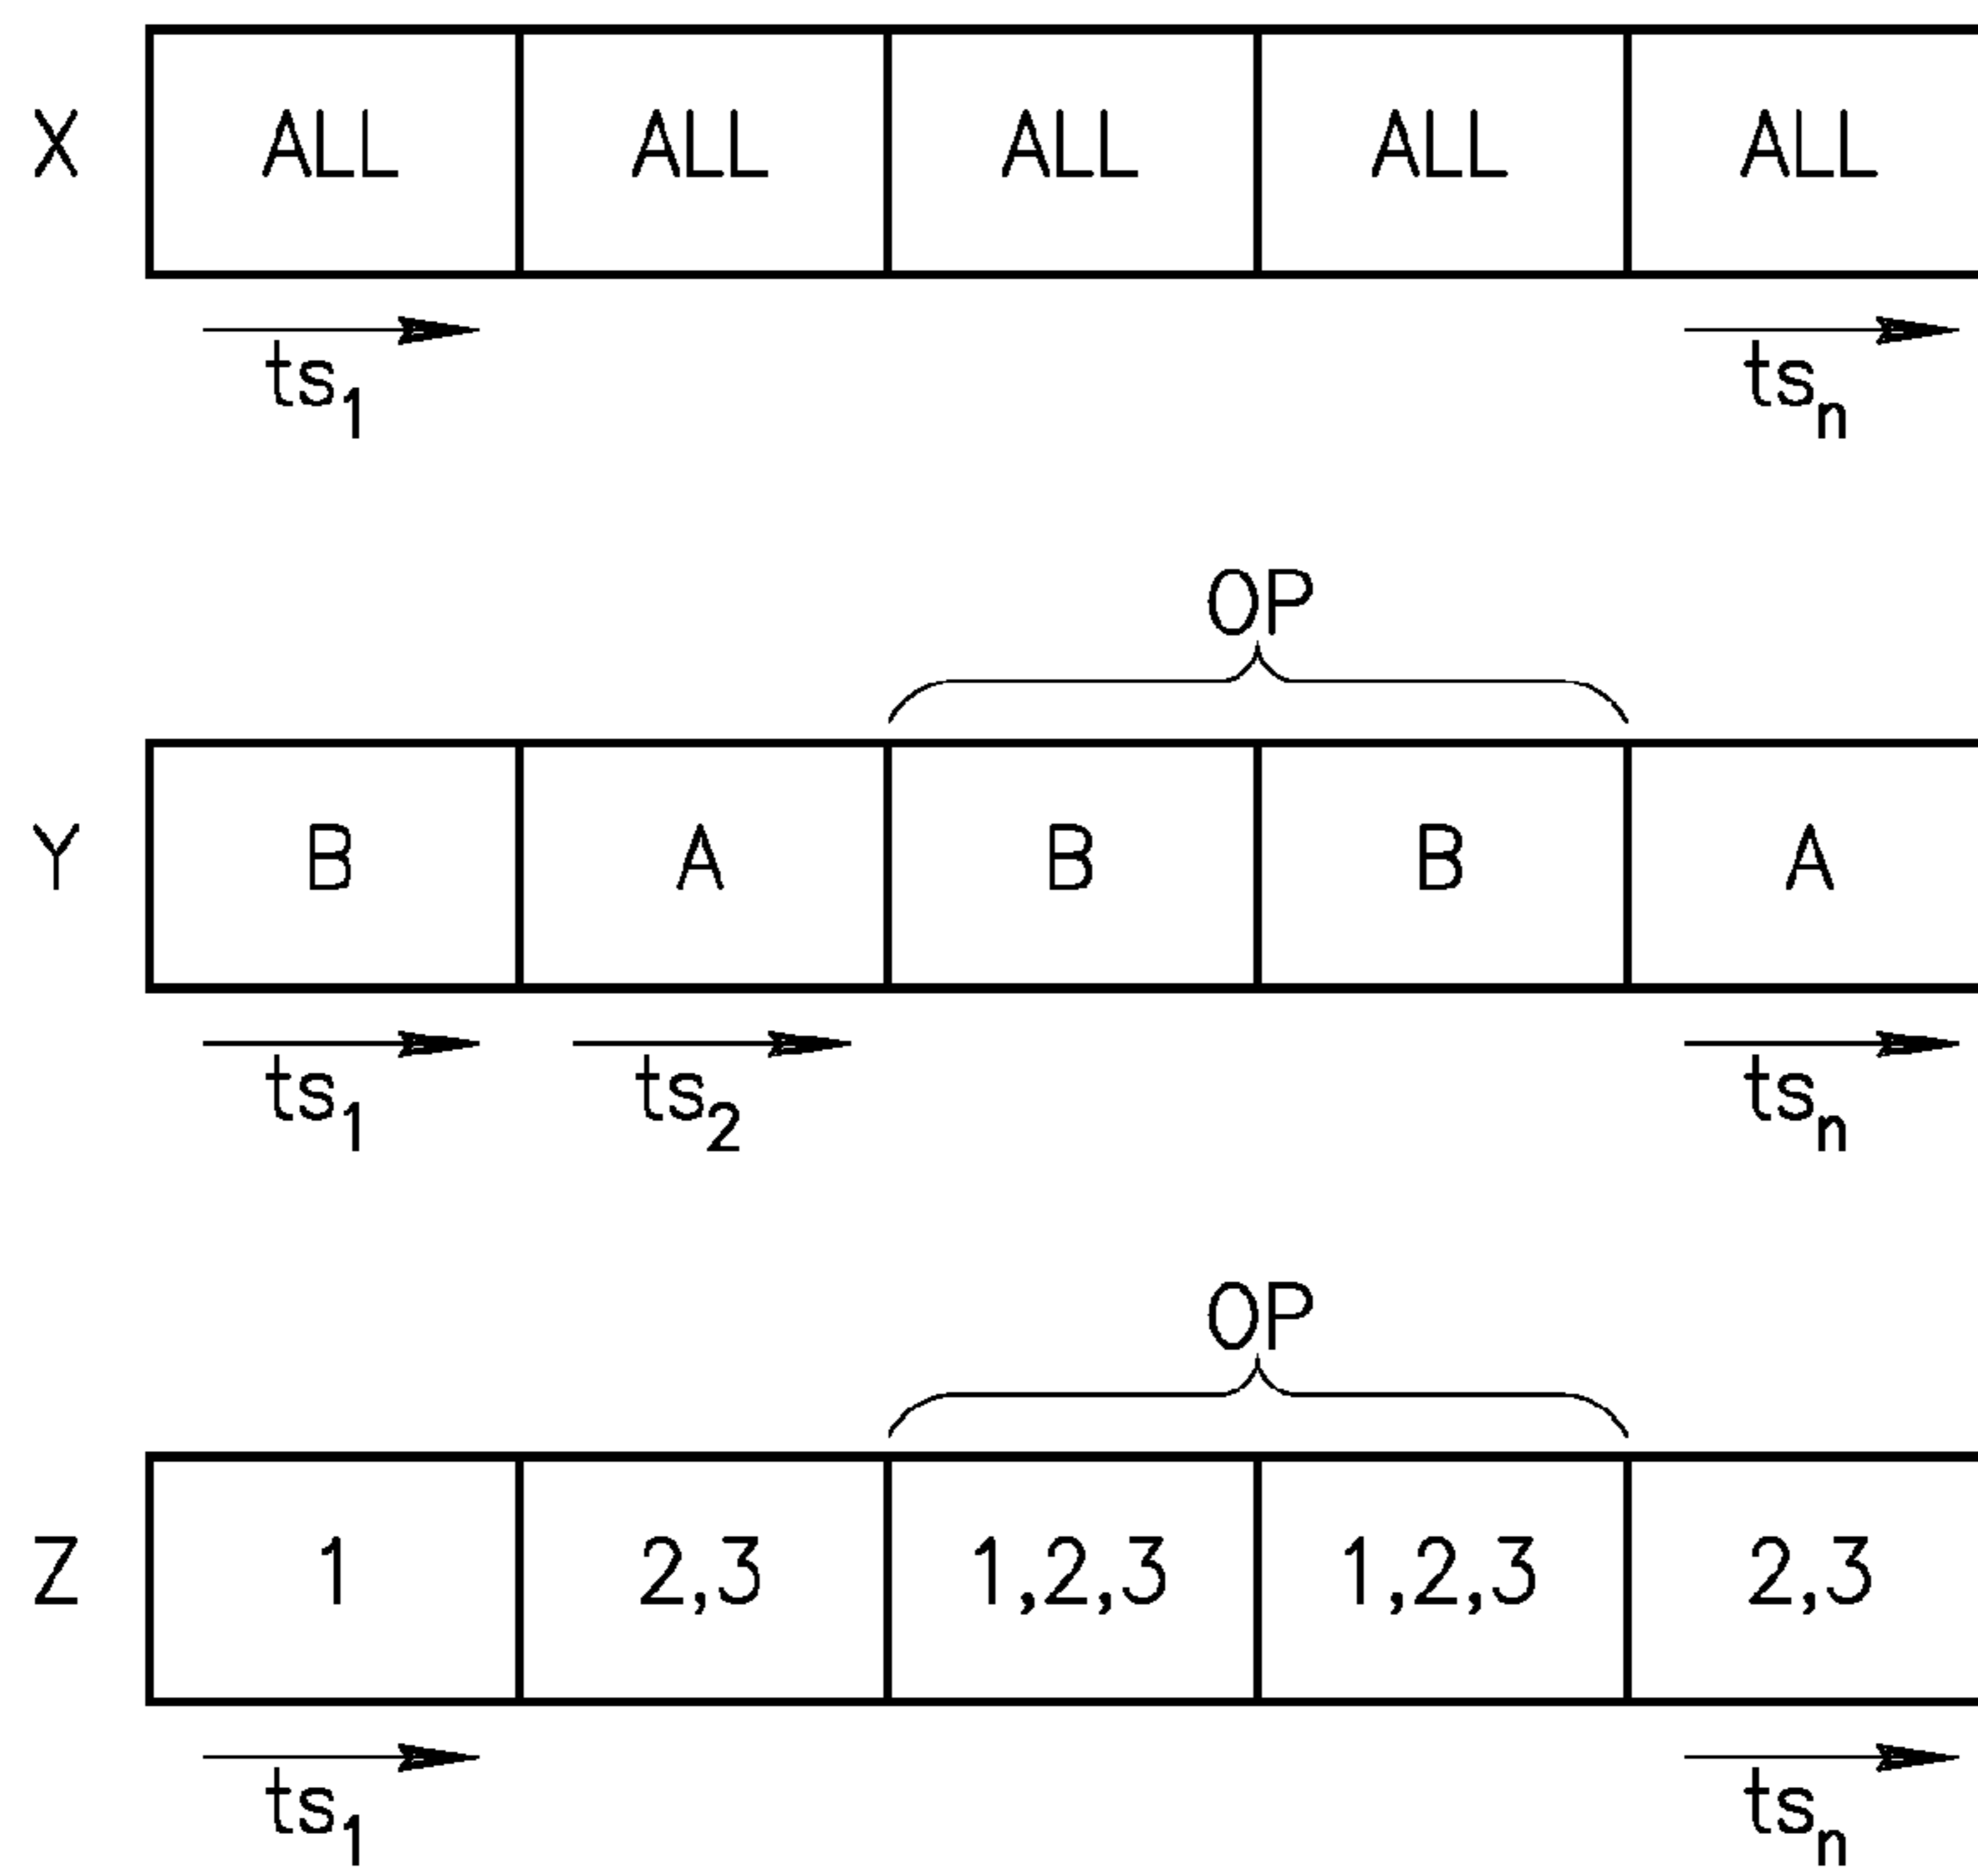 X ALL ALL ALL ALL ALL
ts₁ tsₙ
OP
Y B A B B A
ts₁ ts₂ tsₙ
OP
Z 1 2,3 1,2,3 1,2,3 2,3
ts₁ tsₙ